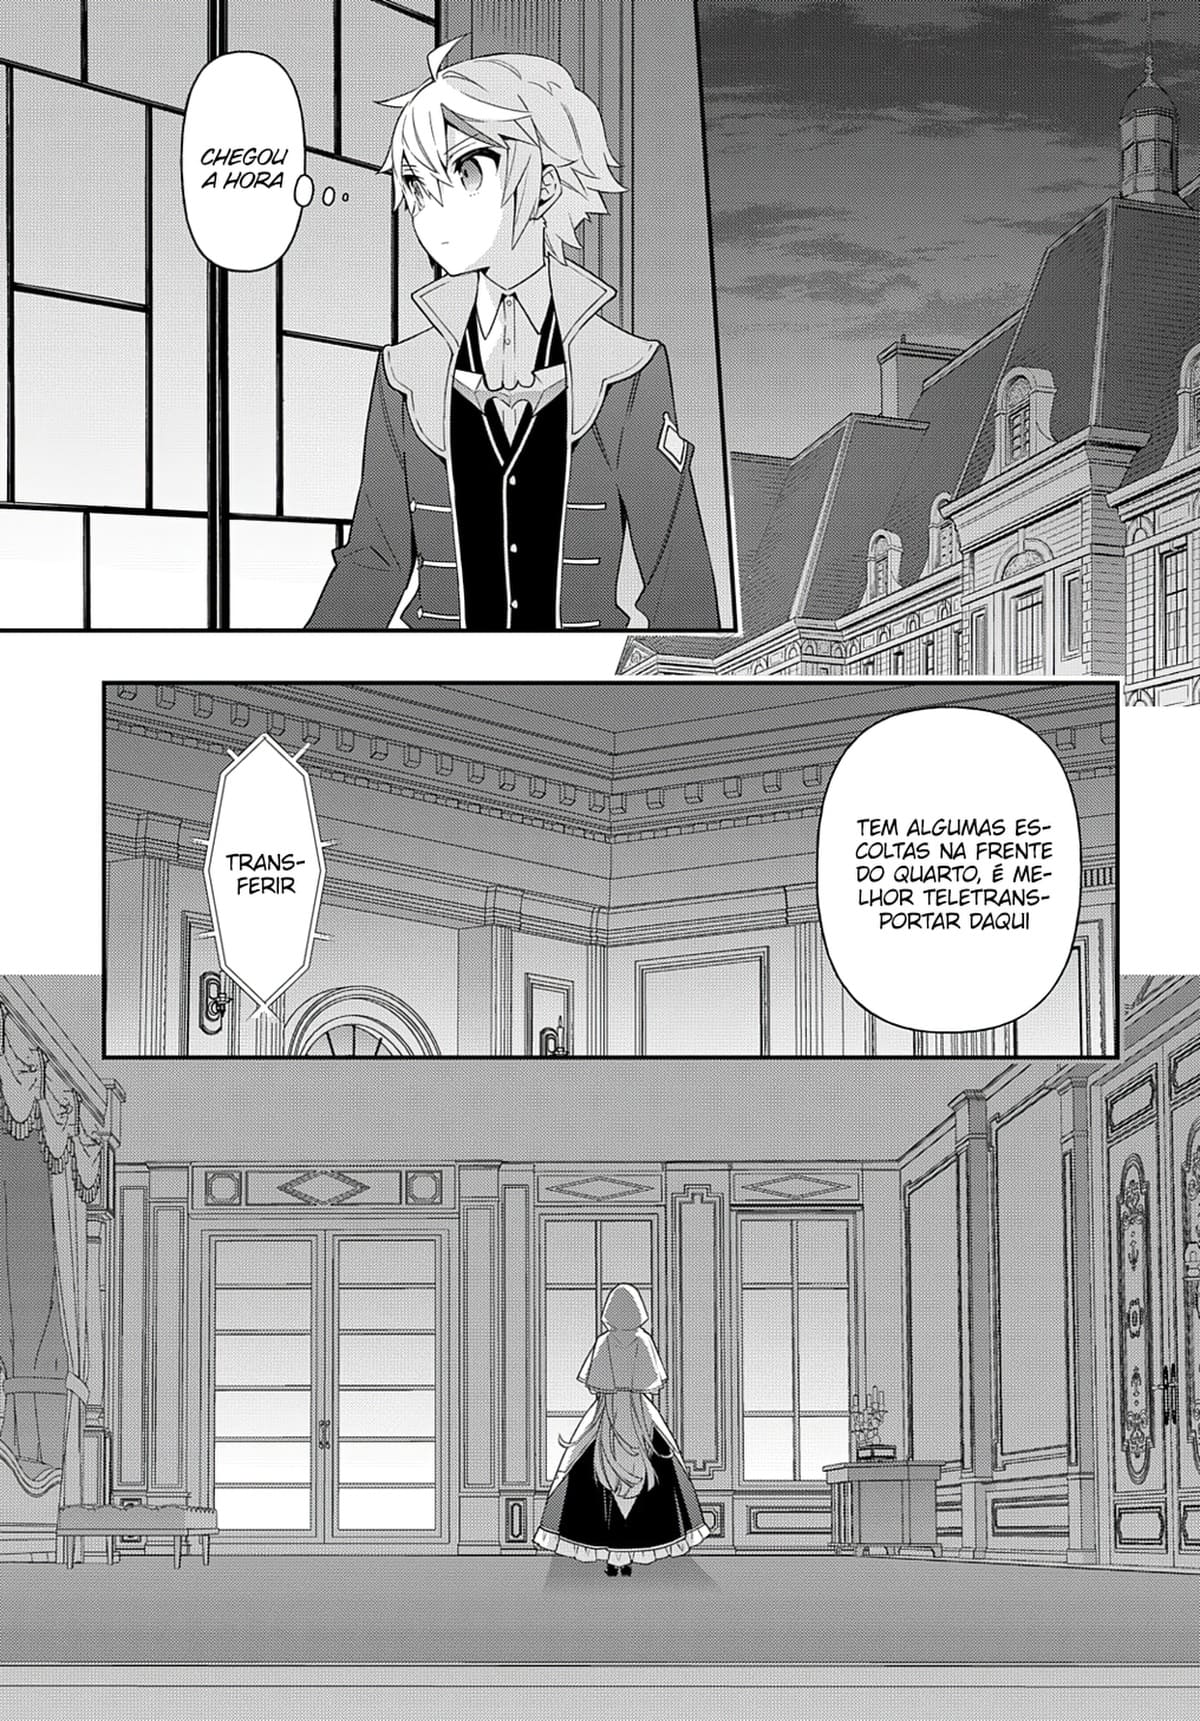 CHEGOU
A HORA
TEM ALGUMAS ES-
COLTAS NA FRENTE
DO QUARTO, É ME-
LHOR TELETRANS-
PORTAR DAQUI
TRANS-
FERIR